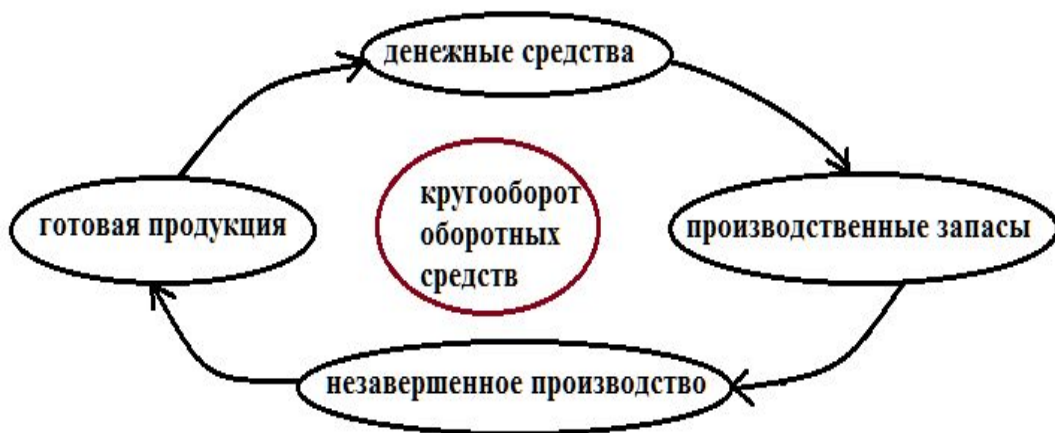 денежные средства
готовая продукция
кругооборот
оборотных
средств
производственные запасы
незавершенное производство